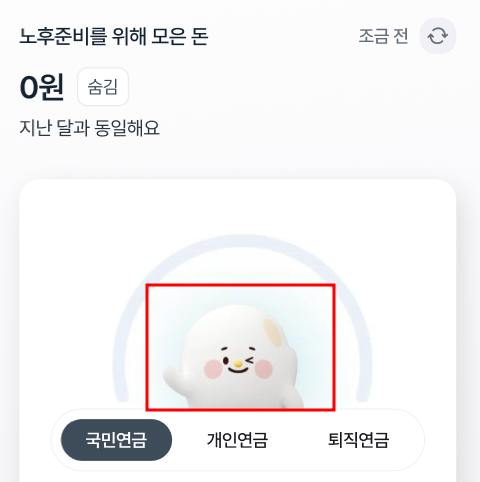 노후준비를 위해 모은 돈
조금 전
0원
숨김
지난 달과 동일해요
국민연금
개인연금
퇴직연금